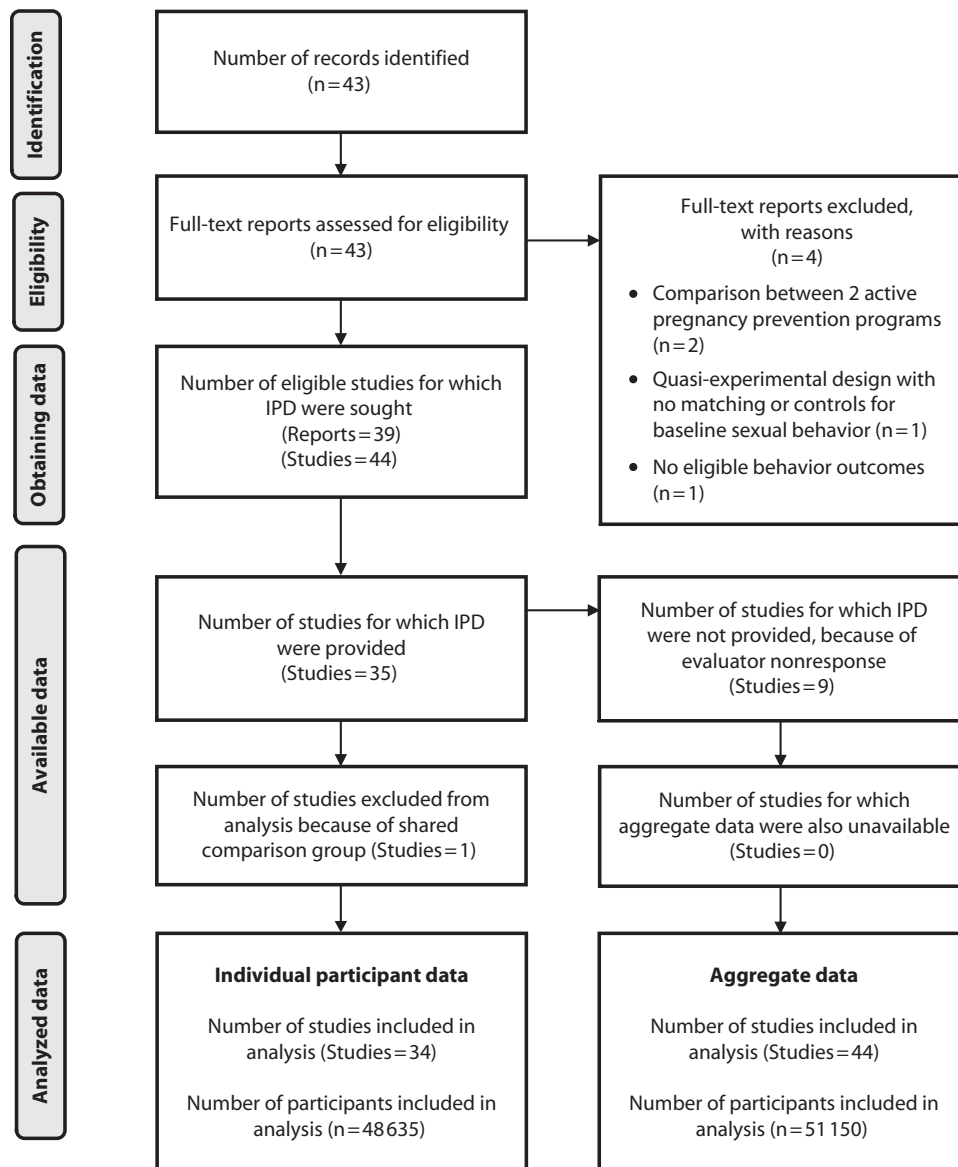 Identification
Number of records identified
(n=43)
Eligibility
Full-text reports assessed for eligibility
(n=43)
Full-text reports excluded,
with reasons
(n=4)
• Comparison between 2 active
pregnancy prevention programs
(n=2)
• Quasi-experimental design with
no matching or controls for
baseline sexual behavior (n=1)
• No eligible behavior outcomes
(n=1)
Obtaining data
Number of eligible studies for which
IPD were sought
(Reports=39)
(Studies=44)
Available data
Number of studies for which IPD
were provided
(Studies=35)
Number of studies for which IPD
were not provided, because of
evaluator nonresponse
(Studies=9)
Number of studies excluded from
analysis because of shared
comparison group (Studies=1)
Number of studies for which
aggregate data were also unavailable
(Studies=0)
Analyzed data
Individual participant data
Number of studies included in
analysis (Studies=34)
Number of participants included in
analysis (n=48635)
Aggregate data
Number of studies included in
analysis (Studies=44)
Number of participants included in
analysis (n=51150)